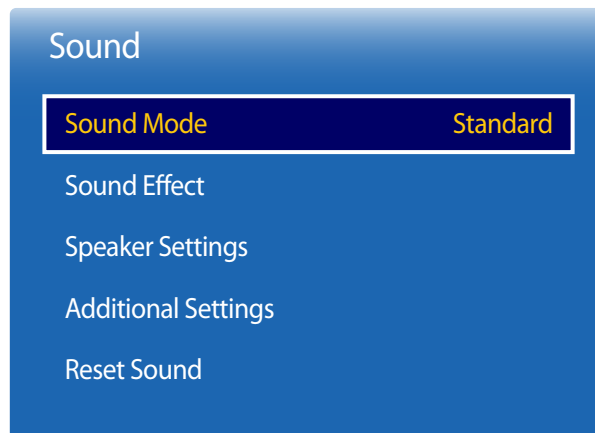 Sound
Sound Mode Standard
Sound Effect
Speaker Settings
Additional Settings
Reset Sound